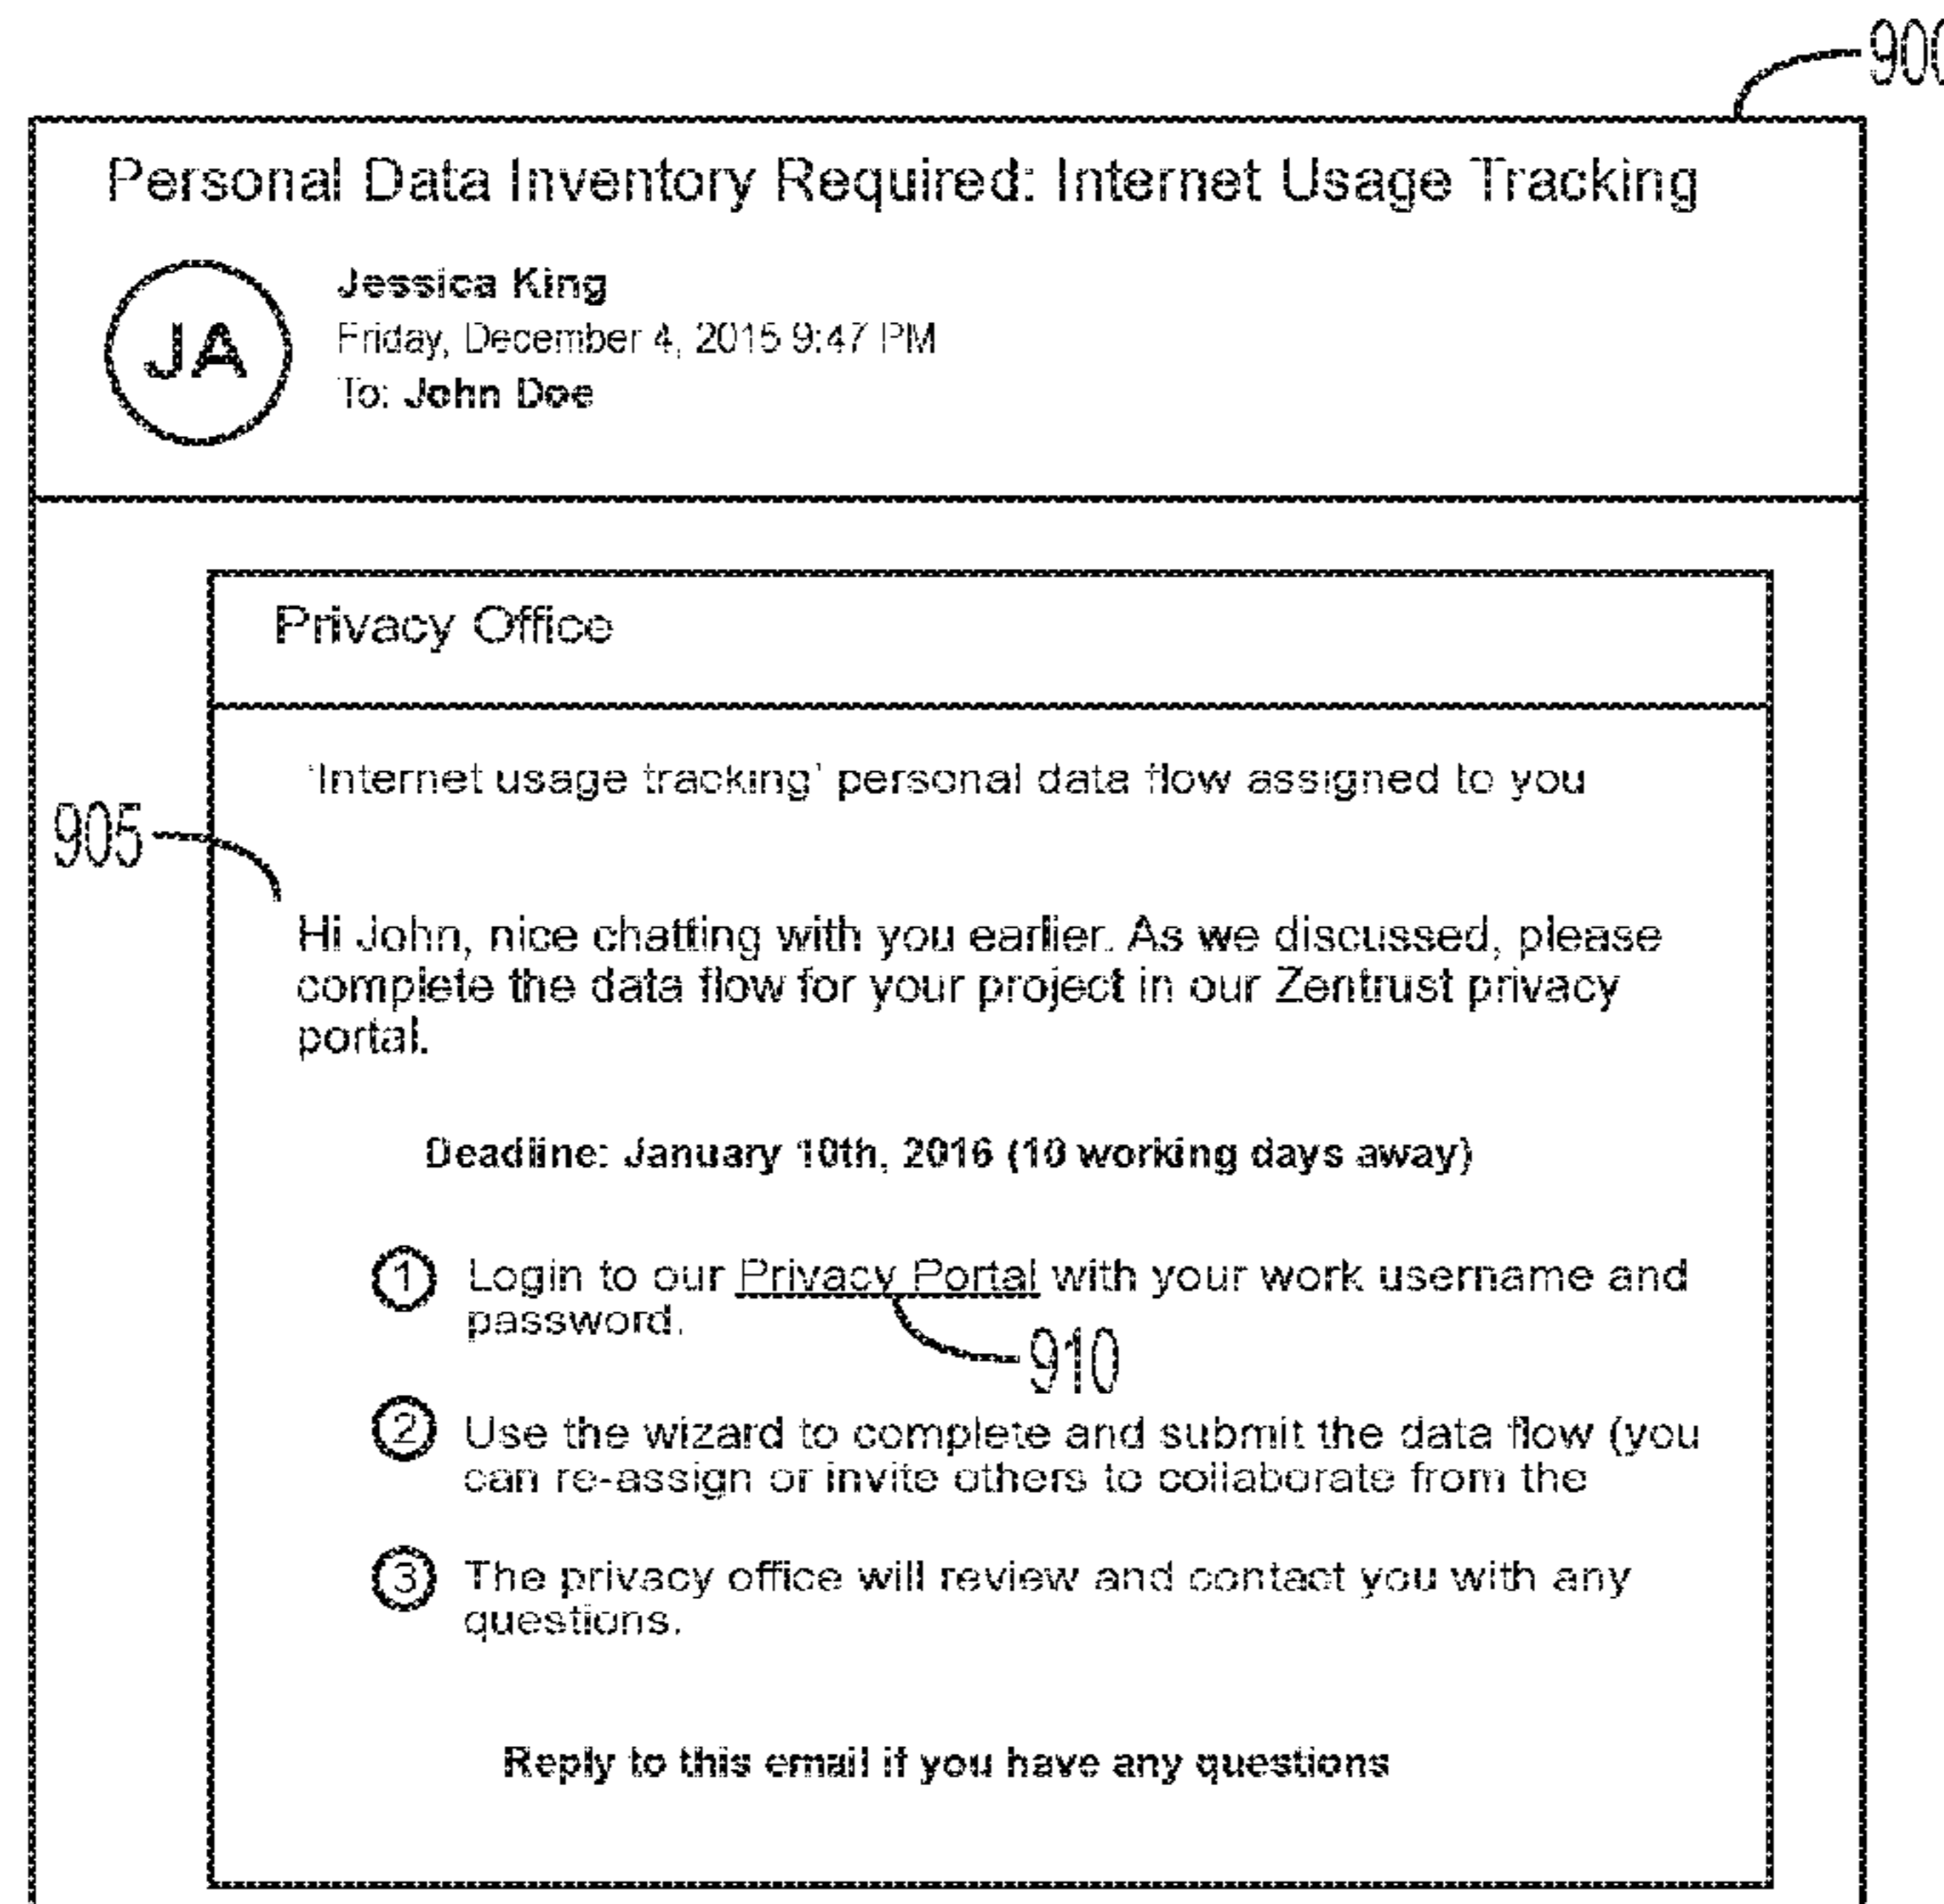 900
Personal Data Inventory Required: Internet Usage Tracking
JA
Jessica King
Friday, December 4, 2015 9:47 PM
To: John Doe
Privacy Office
'Internet usage tracking' personal data flow assigned to you
905
Hi John, nice chatting with you earlier. As we discussed, please
complete the data flow for your project in our Zentrust privacy
portal.
Deadline: January 10th, 2016 (10 working days away)
1 Login to our Privacy Portal with your work username and
password.
910
2 Use the wizard to complete and submit the data flow (you
can re-assign or invite others to collaborate from the
3 The privacy office will review and contact you with any
questions.
Reply to this email if you have any questions